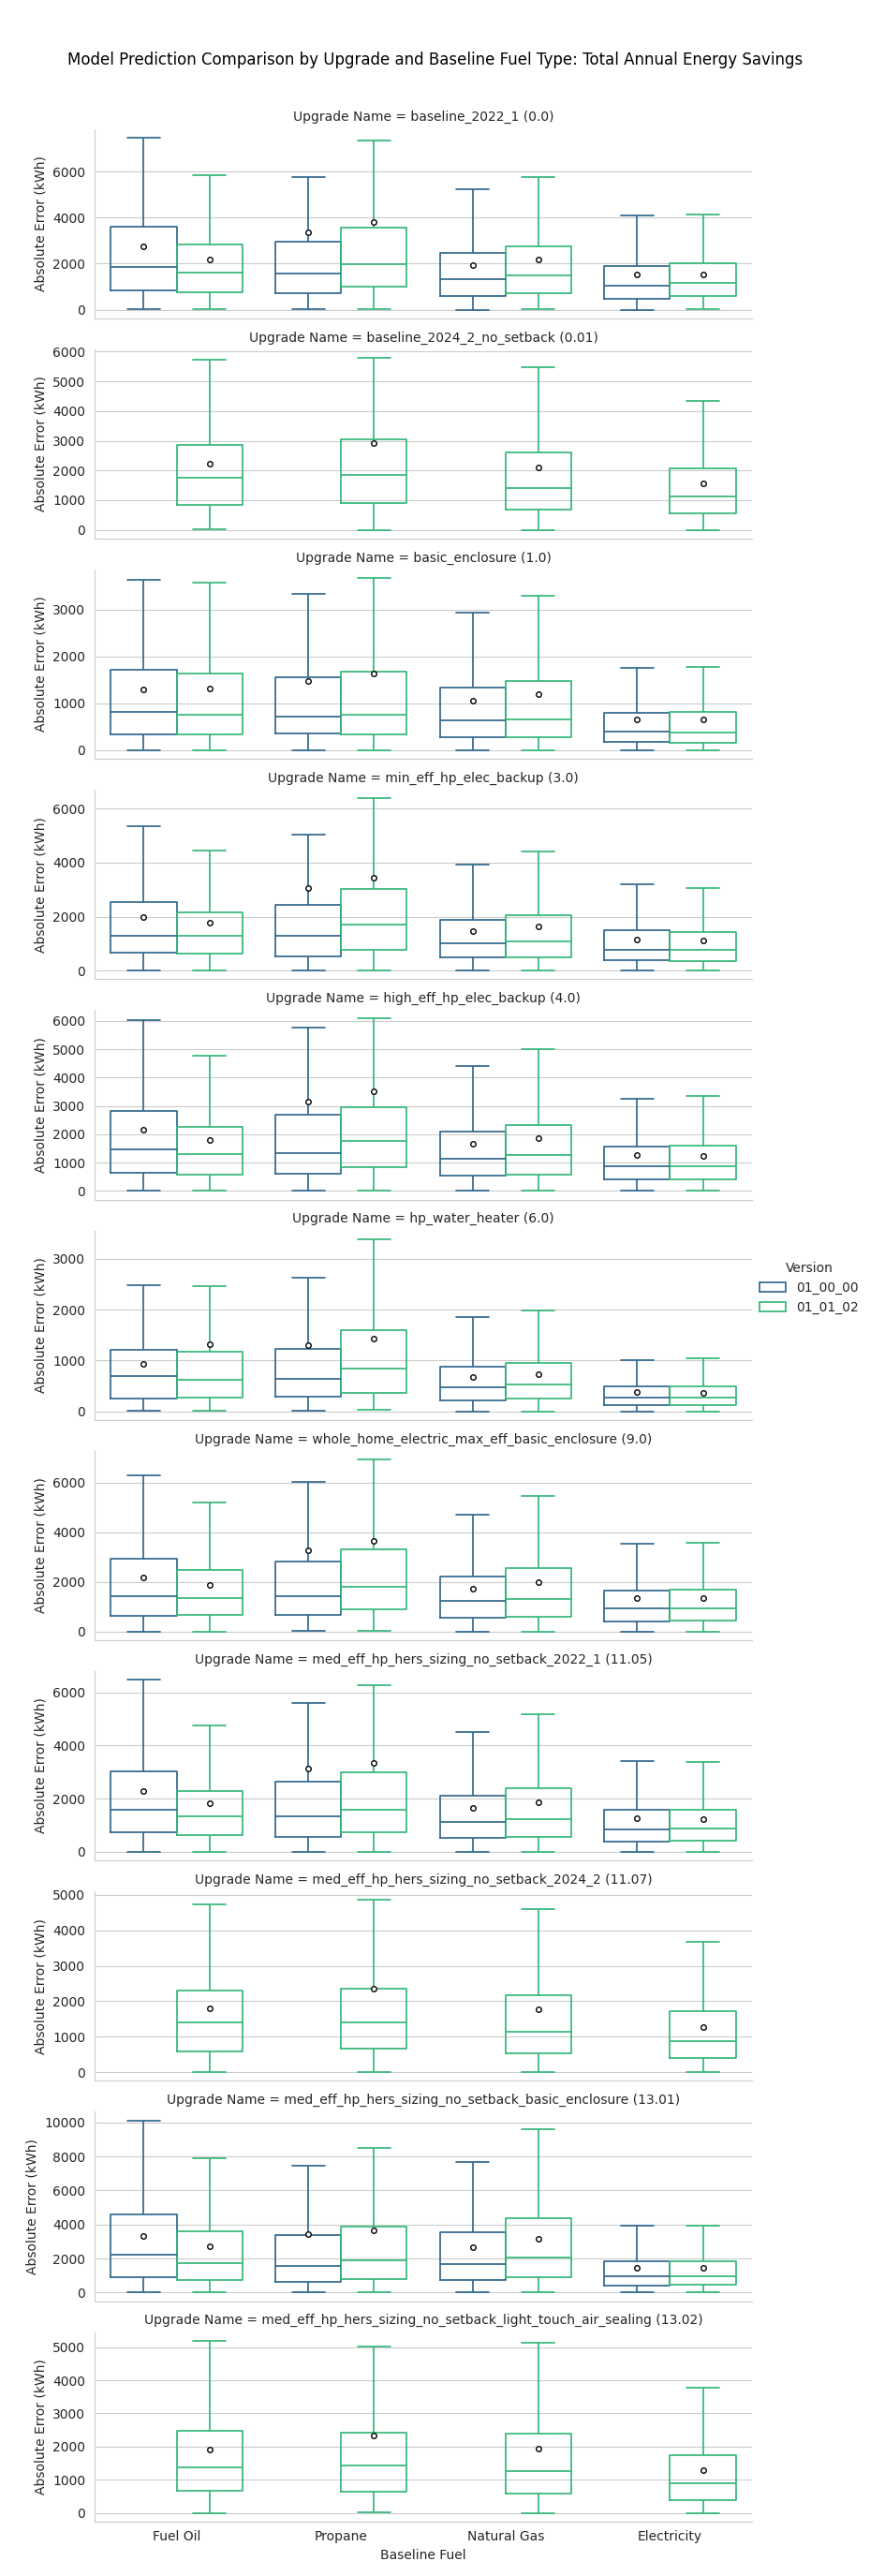 Model Prediction Comparison by Upgrade and Baseline Fuel Type: Total Annual Energy Savings
Upgrade Name = baseline_2022_1 (0.0)
Absolute Error (kWh)
6000
4000
2000
0
Upgrade Name = baseline_2024_2_no_setback (0.01)
Absolute Error (kWh)
6000
5000
4000
3000
2000
1000
0
Upgrade Name = basic_enclosure (1.0)
Absolute Error (kWh)
3000
2000
1000
0
Upgrade Name = min_eff_hp_elec_backup (3.0)
Absolute Error (kWh)
6000
4000
2000
0
Upgrade Name = high_eff_hp_elec_backup (4.0)
Absolute Error (kWh)
6000
5000
4000
3000
2000
1000
0
Upgrade Name = hp_water_heater (6.0)
Absolute Error (kWh)
3000
2000
1000
0
Version
01_00_00
01_01_02
Upgrade Name = whole_home_electric_max_eff_basic_enclosure (9.0)
Absolute Error (kWh)
6000
4000
2000
0
Upgrade Name = med_eff_hp_hers_sizing_no_setback_2022_1 (11.05)
Absolute Error (kWh)
6000
4000
2000
0
Upgrade Name = med_eff_hp_hers_sizing_no_setback_2024_2 (11.07)
Absolute Error (kWh)
5000
4000
3000
2000
1000
0
Upgrade Name = med_eff_hp_hers_sizing_no_setback_basic_enclosure (13.01)
Absolute Error (kWh)
10000
8000
6000
4000
2000
0
Upgrade Name = med_eff_hp_hers_sizing_no_setback_light_touch_air_sealing (13.02)
Absolute Error (kWh)
5000
4000
3000
2000
1000
0
Fuel Oil
Propane
Natural Gas
Electricity
Baseline Fuel